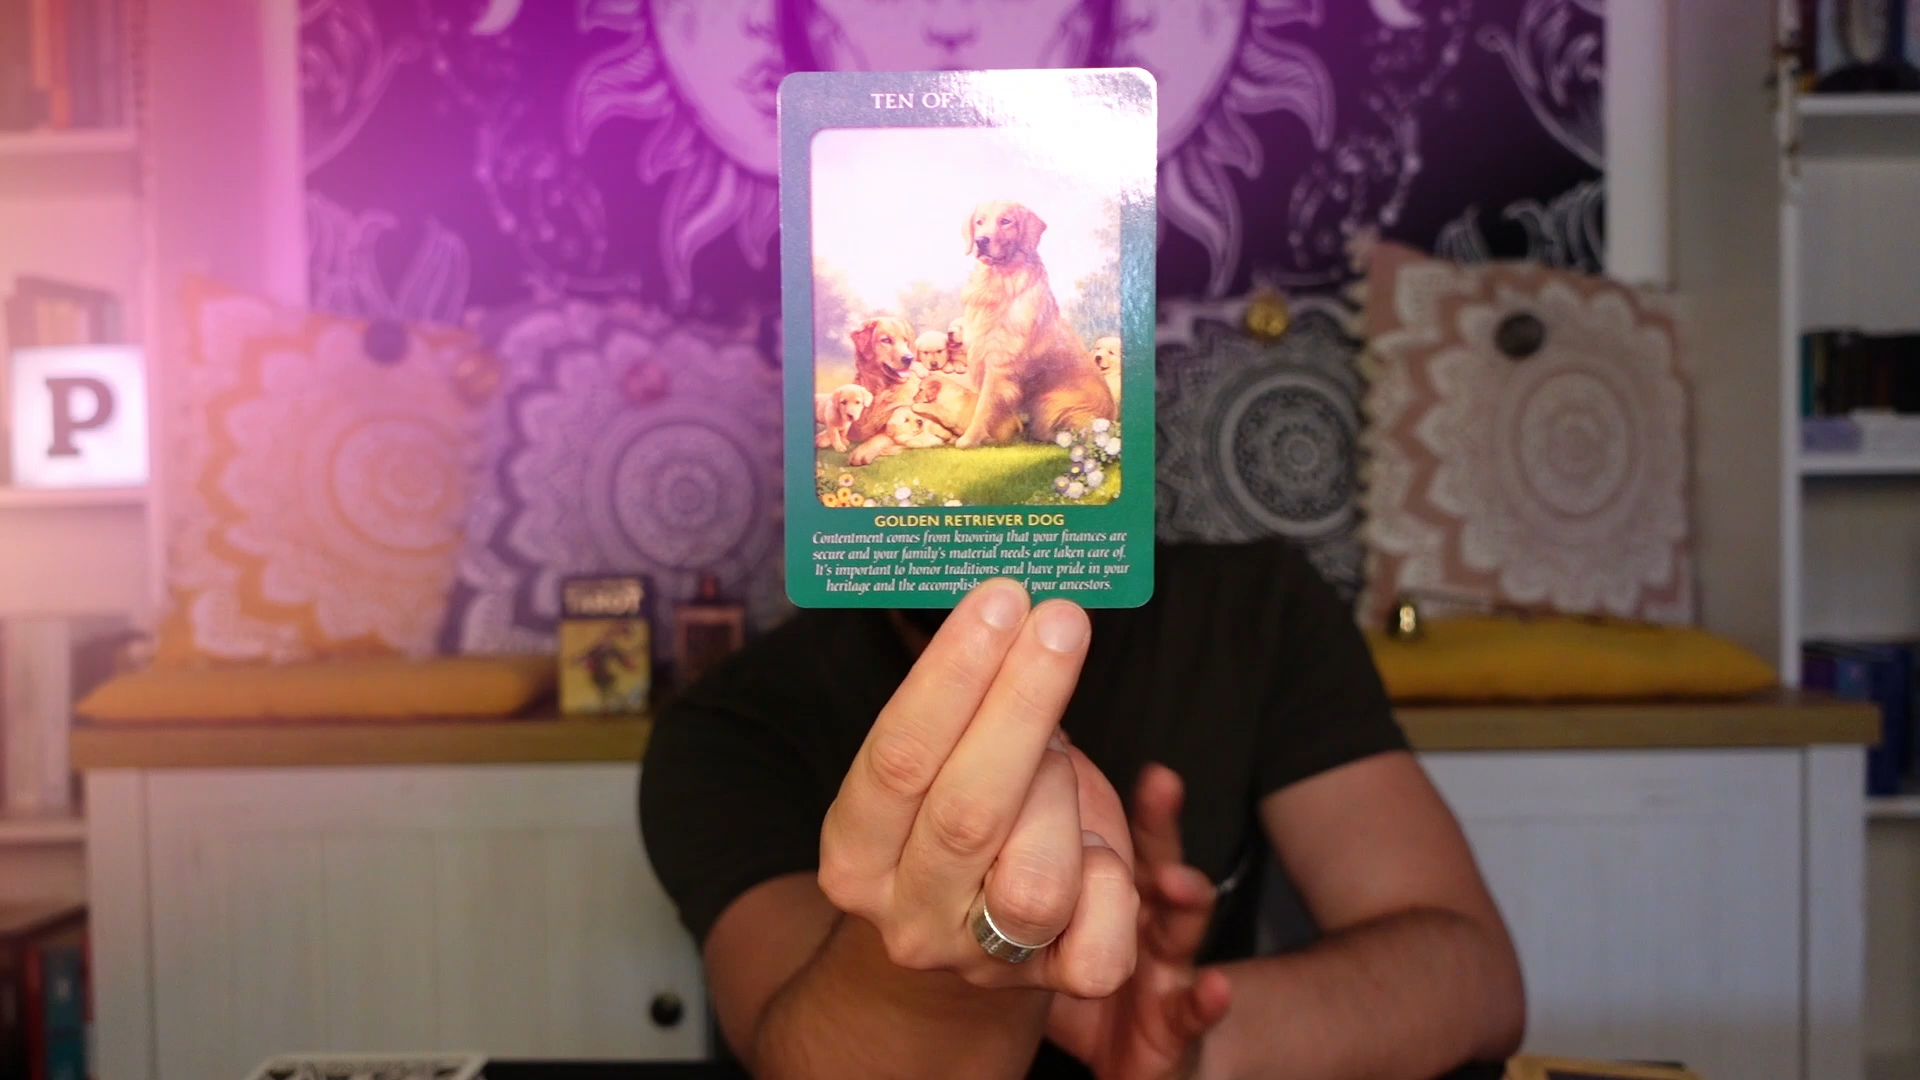 TEN OF
GOLDEN RETRIEVER DOG
Contentment comes from knowing that your finances are
secure and your family's material needs are taken care of.
It's important to honor traditions and have pride in your
heritage and the of your ancestors.
P
TAROT